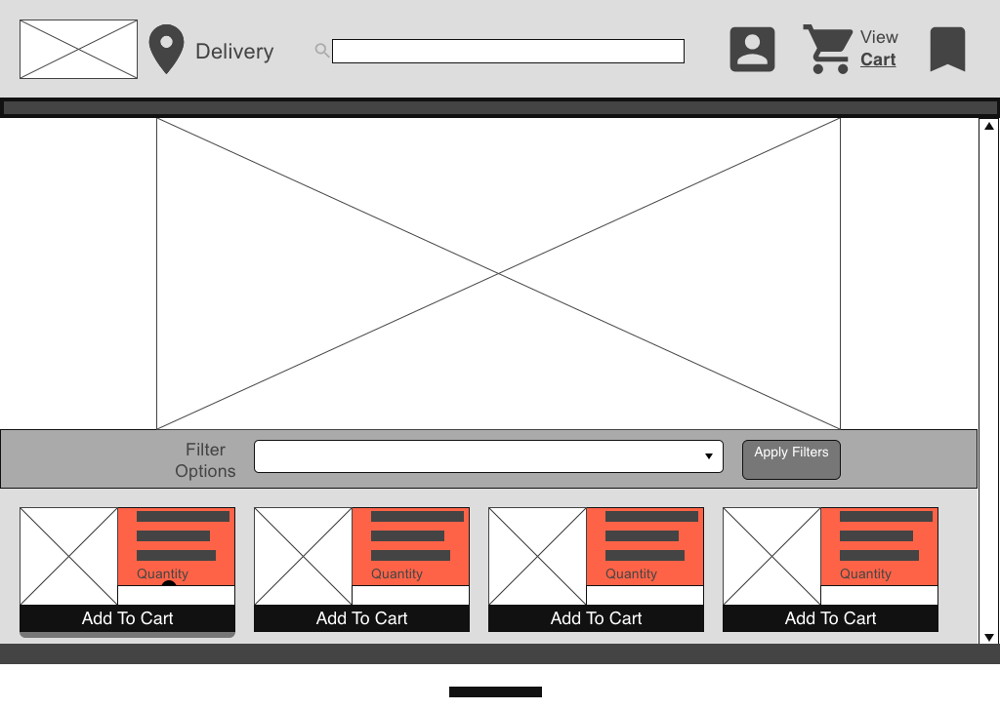 Delivery
View
Cart
Filter
Options
Apply Filters
Quantity
Quantity
Quantity
Quantity
Add To Cart
Add To Cart
Add To Cart
Add To Cart